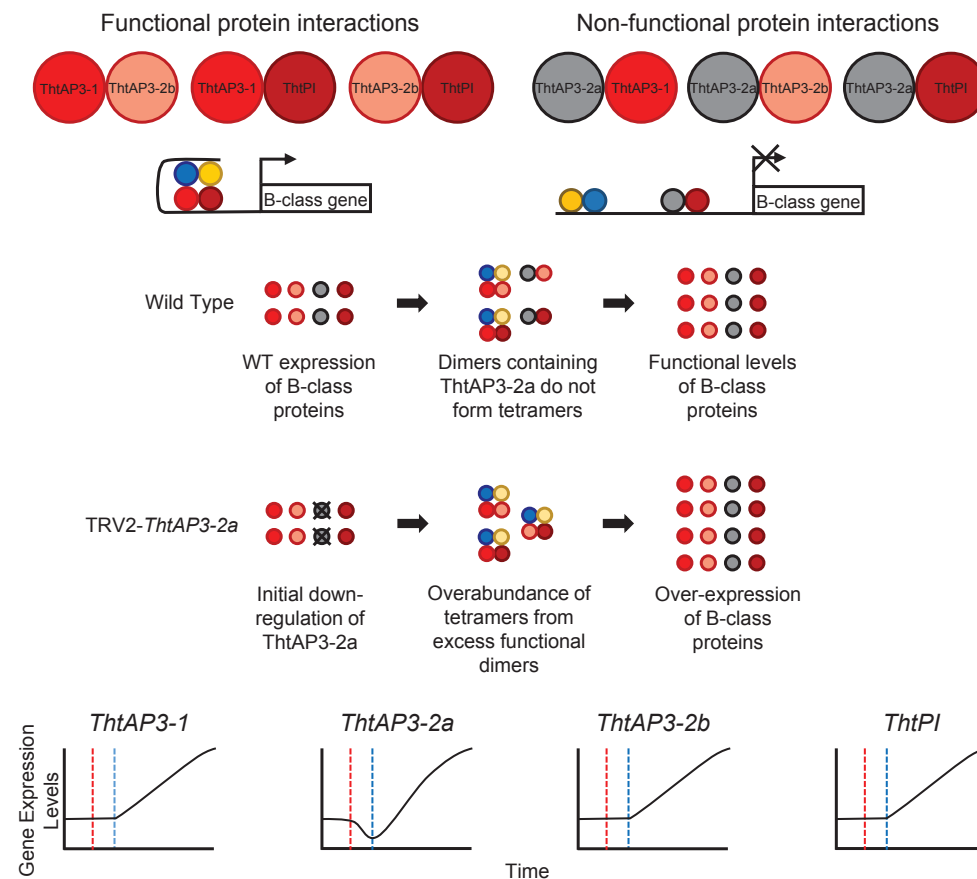 Functional protein interactions
Non-functional protein interactions
ThtAP3-1
ThtAP3-2b
ThtAP3-1
ThtPI
ThtAP3-2b
ThtPI
ThtAP3-2a
ThtAP3-1
ThtAP3-2a
ThtAP3-2b
ThtAP3-2a
ThtPI
B-class gene
B-class gene
Wild Type
WT expression
of B-class
proteins
Dimers containing
ThtAP3-2a do not
form tetramers
Functional levels
of B-class
proteins
TRV2-ThtAP3-2a
Initial down-
regulation of
ThtAP3-2a
Overabundance of
tetramers from
excess functional
dimers
Over-expression
of B-class
proteins
ThtAP3-1
ThtAP3-2a
ThtAP3-2b
ThtPI
Gene Expression
Levels
Time